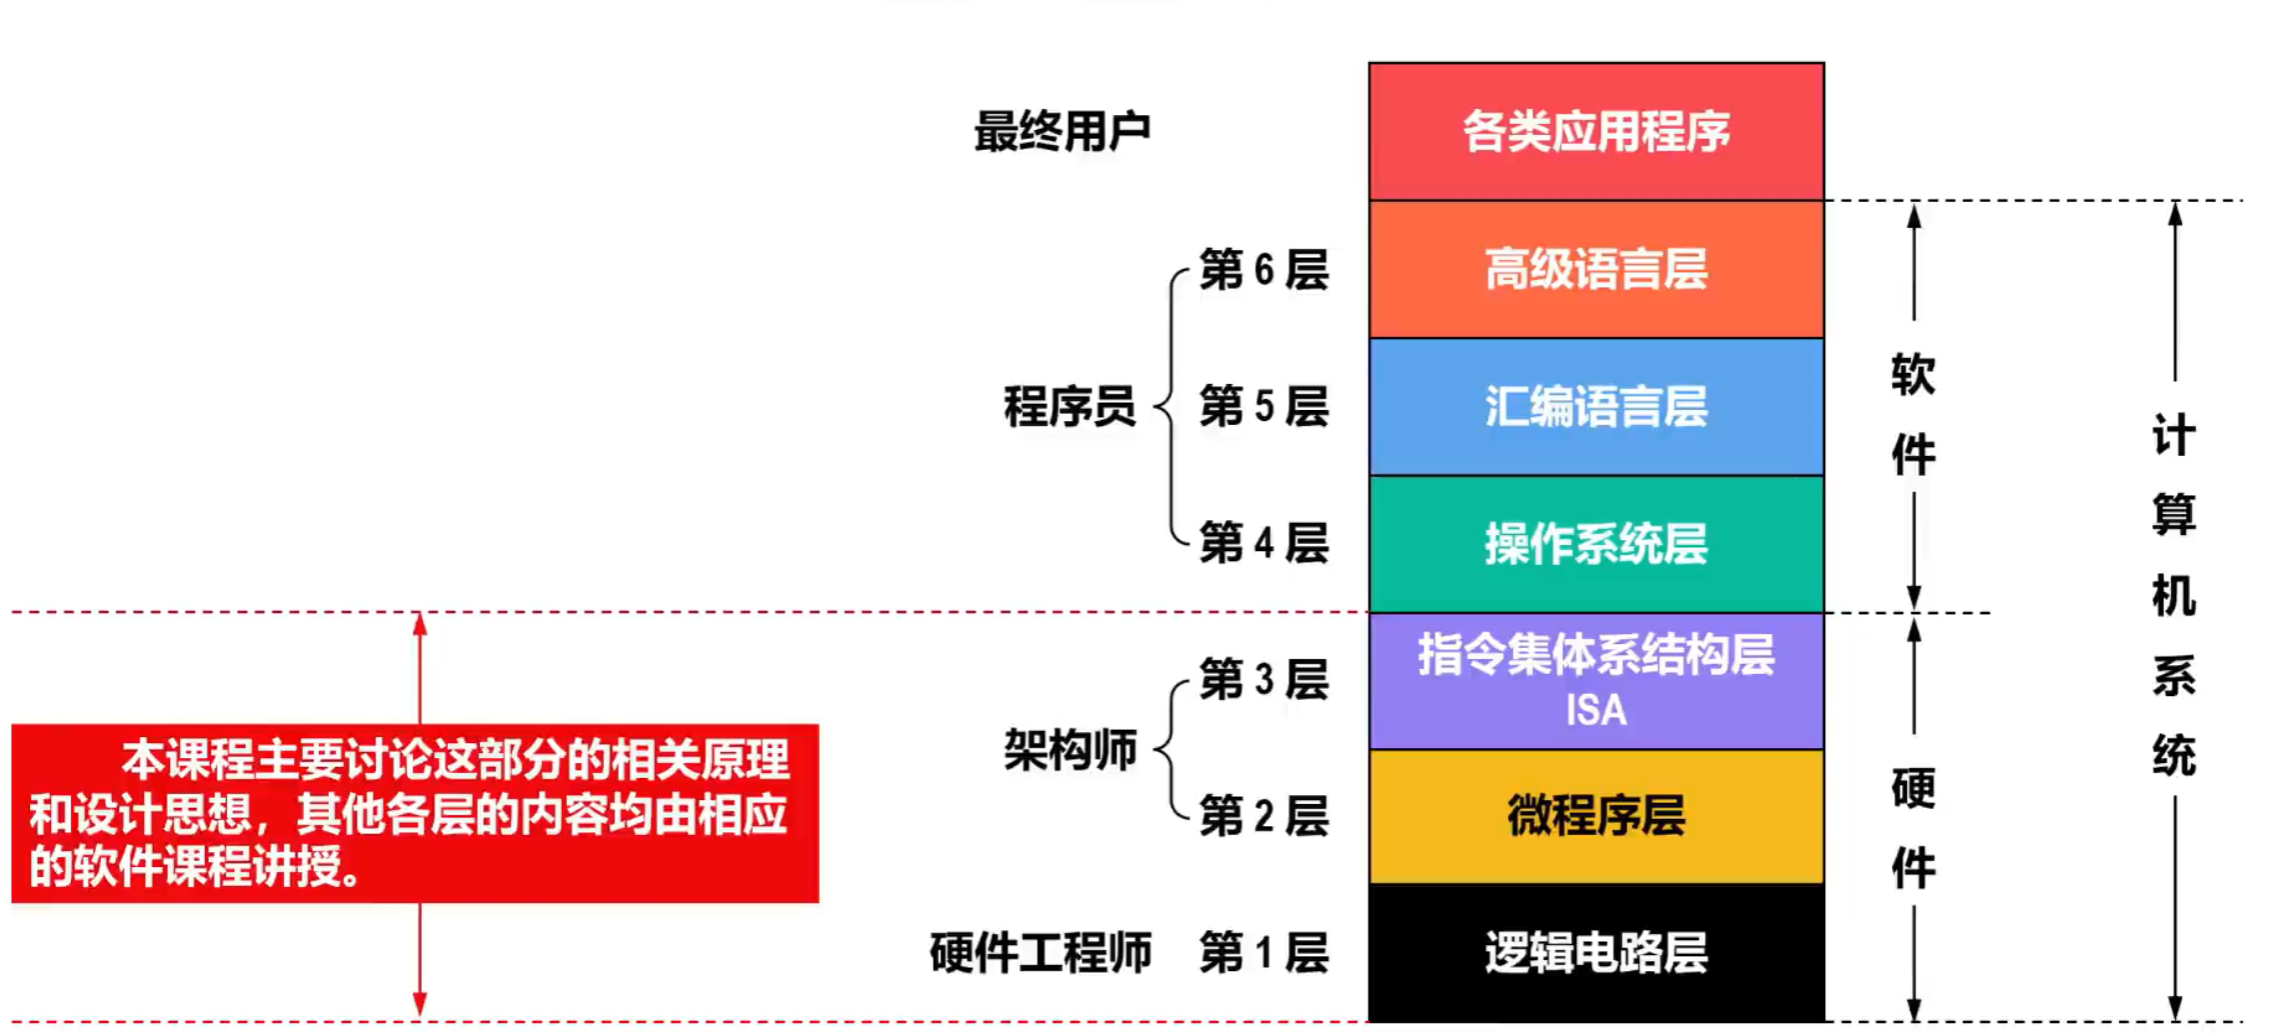 最终用户
各类应用程序
第 6 层
高级语言层
程序员
第 5 层
汇编语言层
第 4 层
操作系统层
软件
计算机系统
第 3 层
指令集体系结构层
ISA
架构师
第 2 层
微程序层
硬件
硬件工程师
第 1 层
逻辑电路层
本课程主要讨论这部分的相关原理
和设计思想，其他各层的内容均由相应
的软件课程讲授。